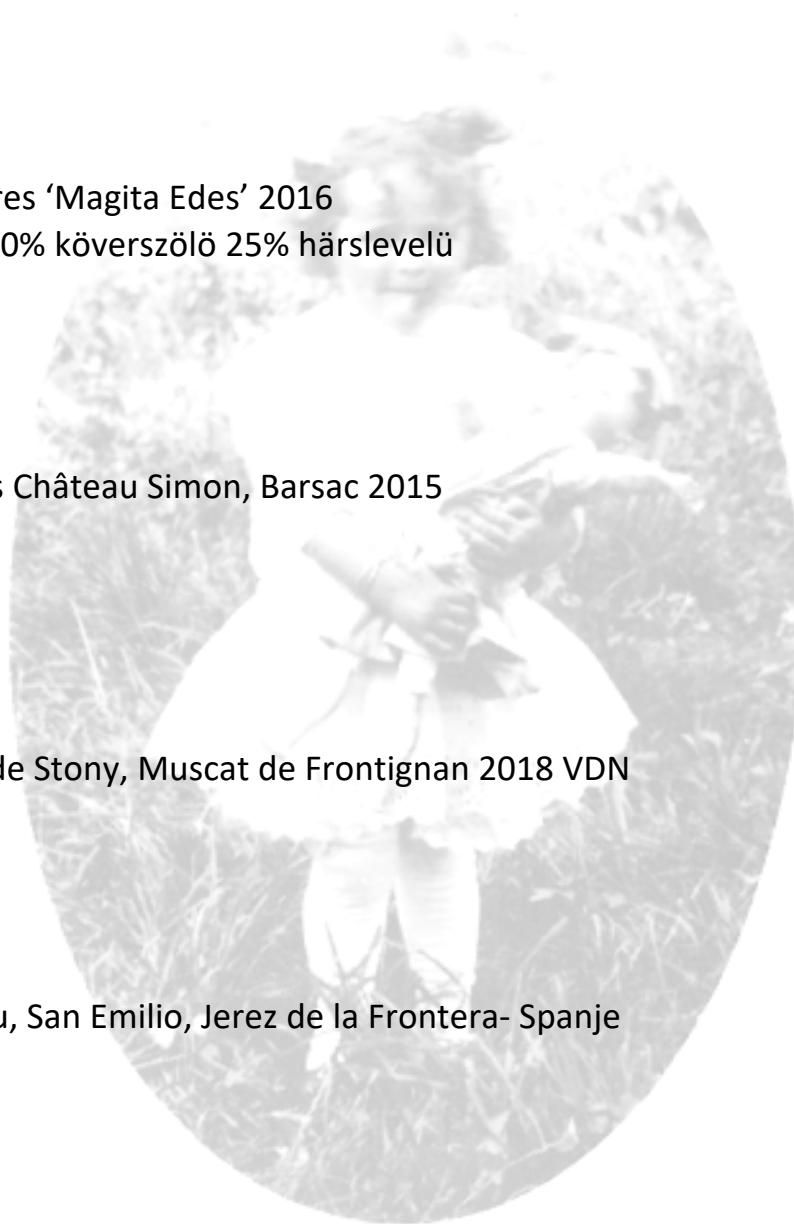 res ‘Magita Edes’ 2016
0% köverszölö 25% härslevelü
s Château Simon, Barsac 2015
de Stony, Muscat de Frontignan 2018 VDN
u, San Emilio, Jerez de la Frontera- Spanje